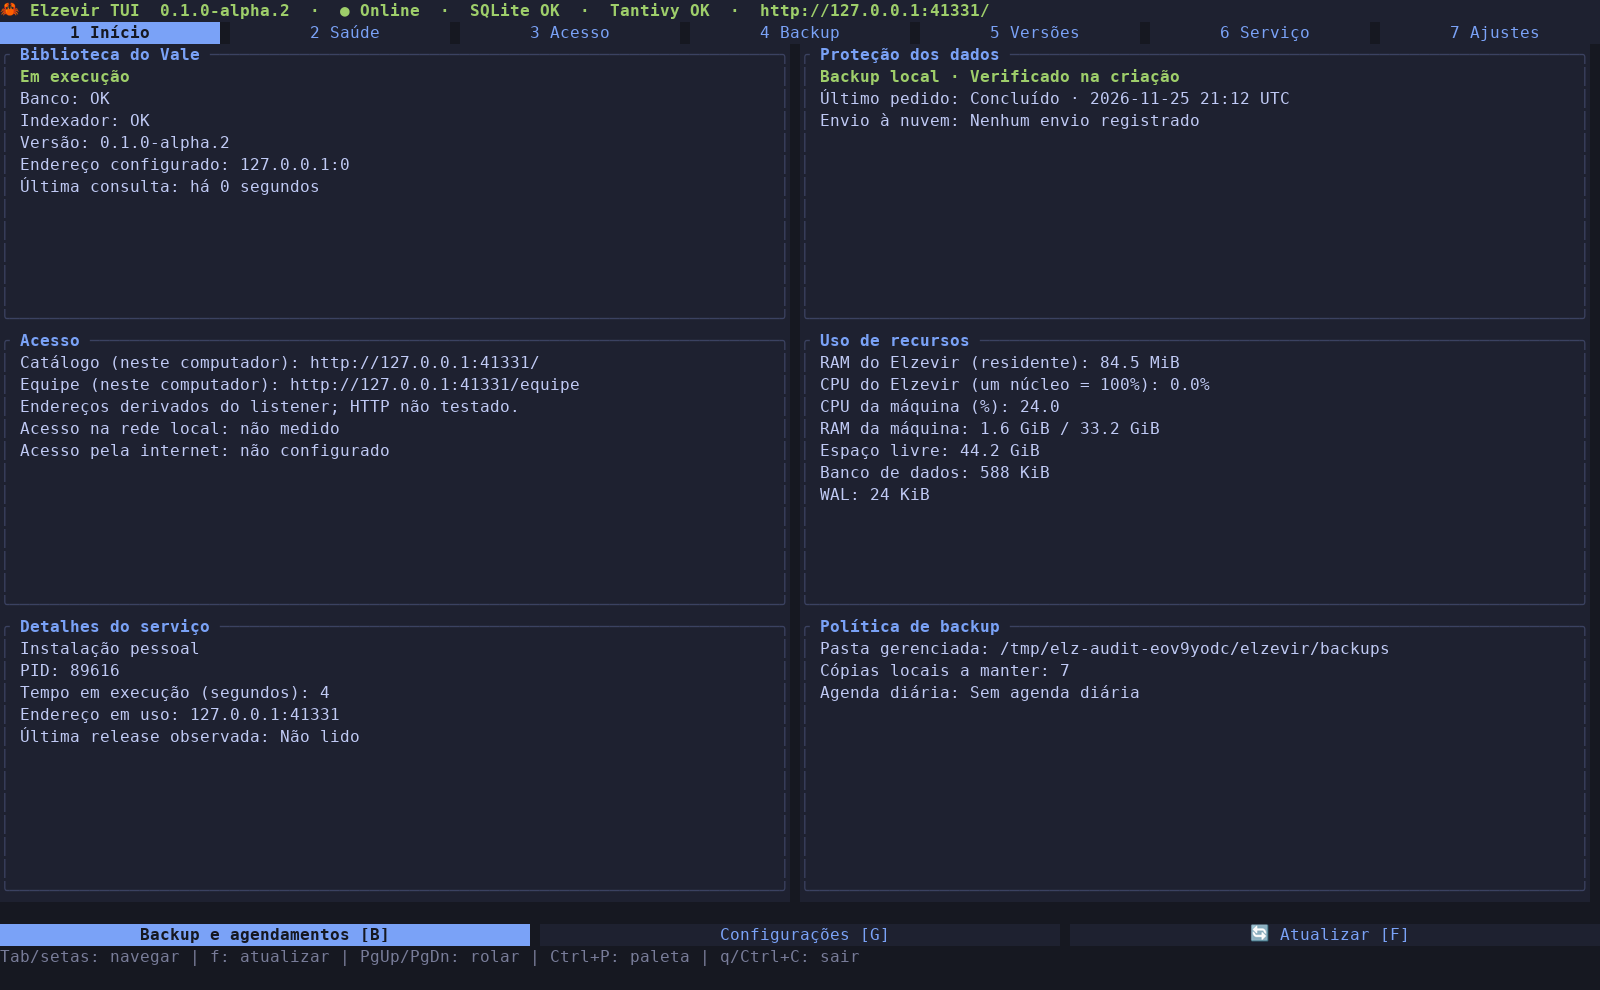 Elzevir TUI 0.1.0-alpha.2 · ● Online · SQLite OK · Tantivy OK · http://127.0.0.1:41331/
1 Início 2 Saúde 3 Acesso 4 Backup 5 Versões 6 Serviço 7 Ajustes
Biblioteca do Vale
Em execução
Banco: OK
Indexador: OK
Versão: 0.1.0-alpha.2
Endereço configurado: 127.0.0.1:0
Última consulta: há 0 segundos
Proteção dos dados
Backup local · Verificado na criação
Último pedido: Concluído · 2026-11-25 21:12 UTC
Envio à nuvem: Nenhum envio registrado
Acesso
Catálogo (neste computador): http://127.0.0.1:41331/
Equipe (neste computador): http://127.0.0.1:41331/equipe
Endereços derivados do listener; HTTP não testado.
Acesso na rede local: não medido
Acesso pela internet: não configurado
Uso de recursos
RAM do Elzevir (residente): 84.5 MiB
CPU do Elzevir (um núcleo = 100%): 0.0%
CPU da máquina (%): 24.0
RAM da máquina: 1.6 GiB / 33.2 GiB
Espaço livre: 44.2 GiB
Banco de dados: 588 KiB
WAL: 24 KiB
Detalhes do serviço
Instalação pessoal
PID: 89616
Tempo em execução (segundos): 4
Endereço em uso: 127.0.0.1:41331
Última release observada: Não lido
Política de backup
Pasta gerenciada: /tmp/elz-audit-eov9yodc/elzevir/backups
Cópias locais a manter: 7
Agenda diária: Sem agenda diária
Backup e agendamentos [B] Configurações [G] Atualizar [F]
Tab/setas: navegar | f: atualizar | PgUp/PgDn: rolar | Ctrl+P: paleta | q/Ctrl+C: sair